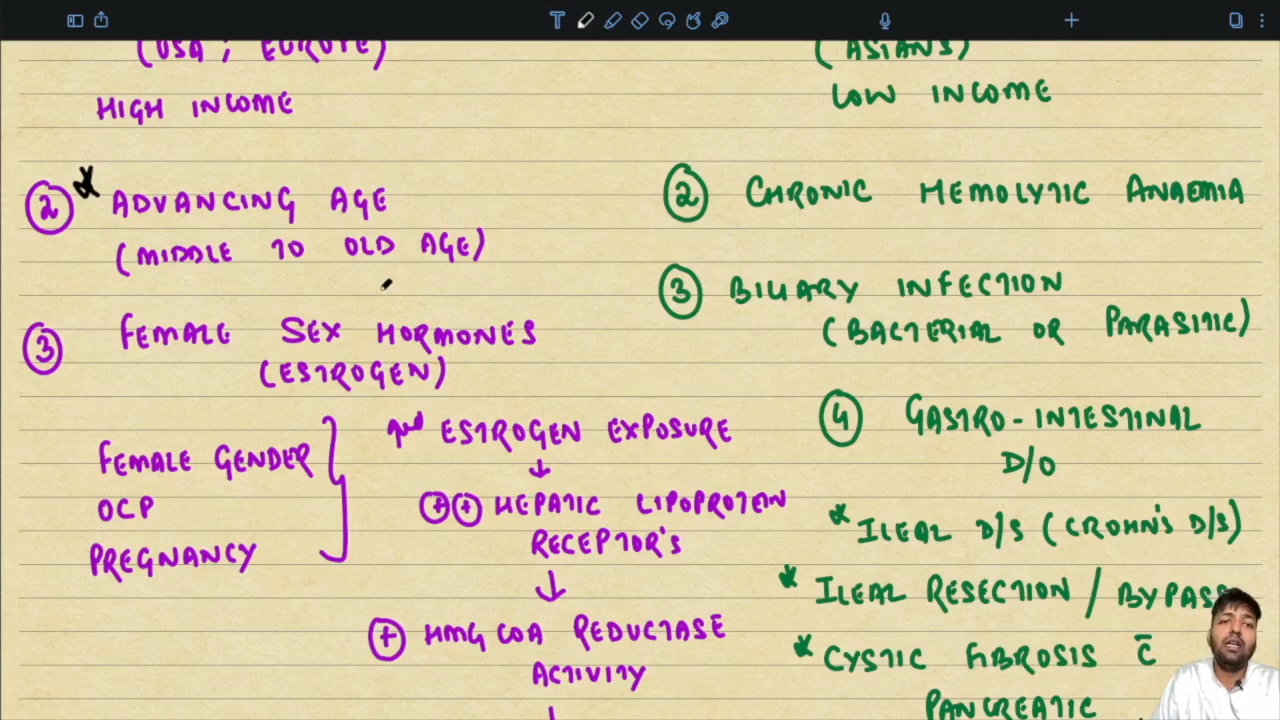 (USA ; EUROPE)
HIGH INCOME
② * ADVANCING AGE
(MIDDLE TO OLD AGE)
③ FEMALE SEX HORMONES
(ESTROGEN)
FEMALE GENDER
OCP
PREGNANCY
ESTROGEN EXPOSURE
↓
⊕⊕ HEPATIC LIPOPROTEIN
RECEPTOR'S
↓
⊕ HMG COA REDUCTASE
ACTIVITY
(ASIANS)
LOW INCOME
② CHRONIC HEMOLYTIC ANAEMIA
③ BILIARY INFECTION
(BACTERIAL OR PARASITIC)
④ GASTRO-INTESTINAL
D/O
* ILEAL D/S (CROHN'S D/S)
* ILEAL RESECTION / BYPASS
* CYSTIC FIBROSIS c̄
PANCREATIC